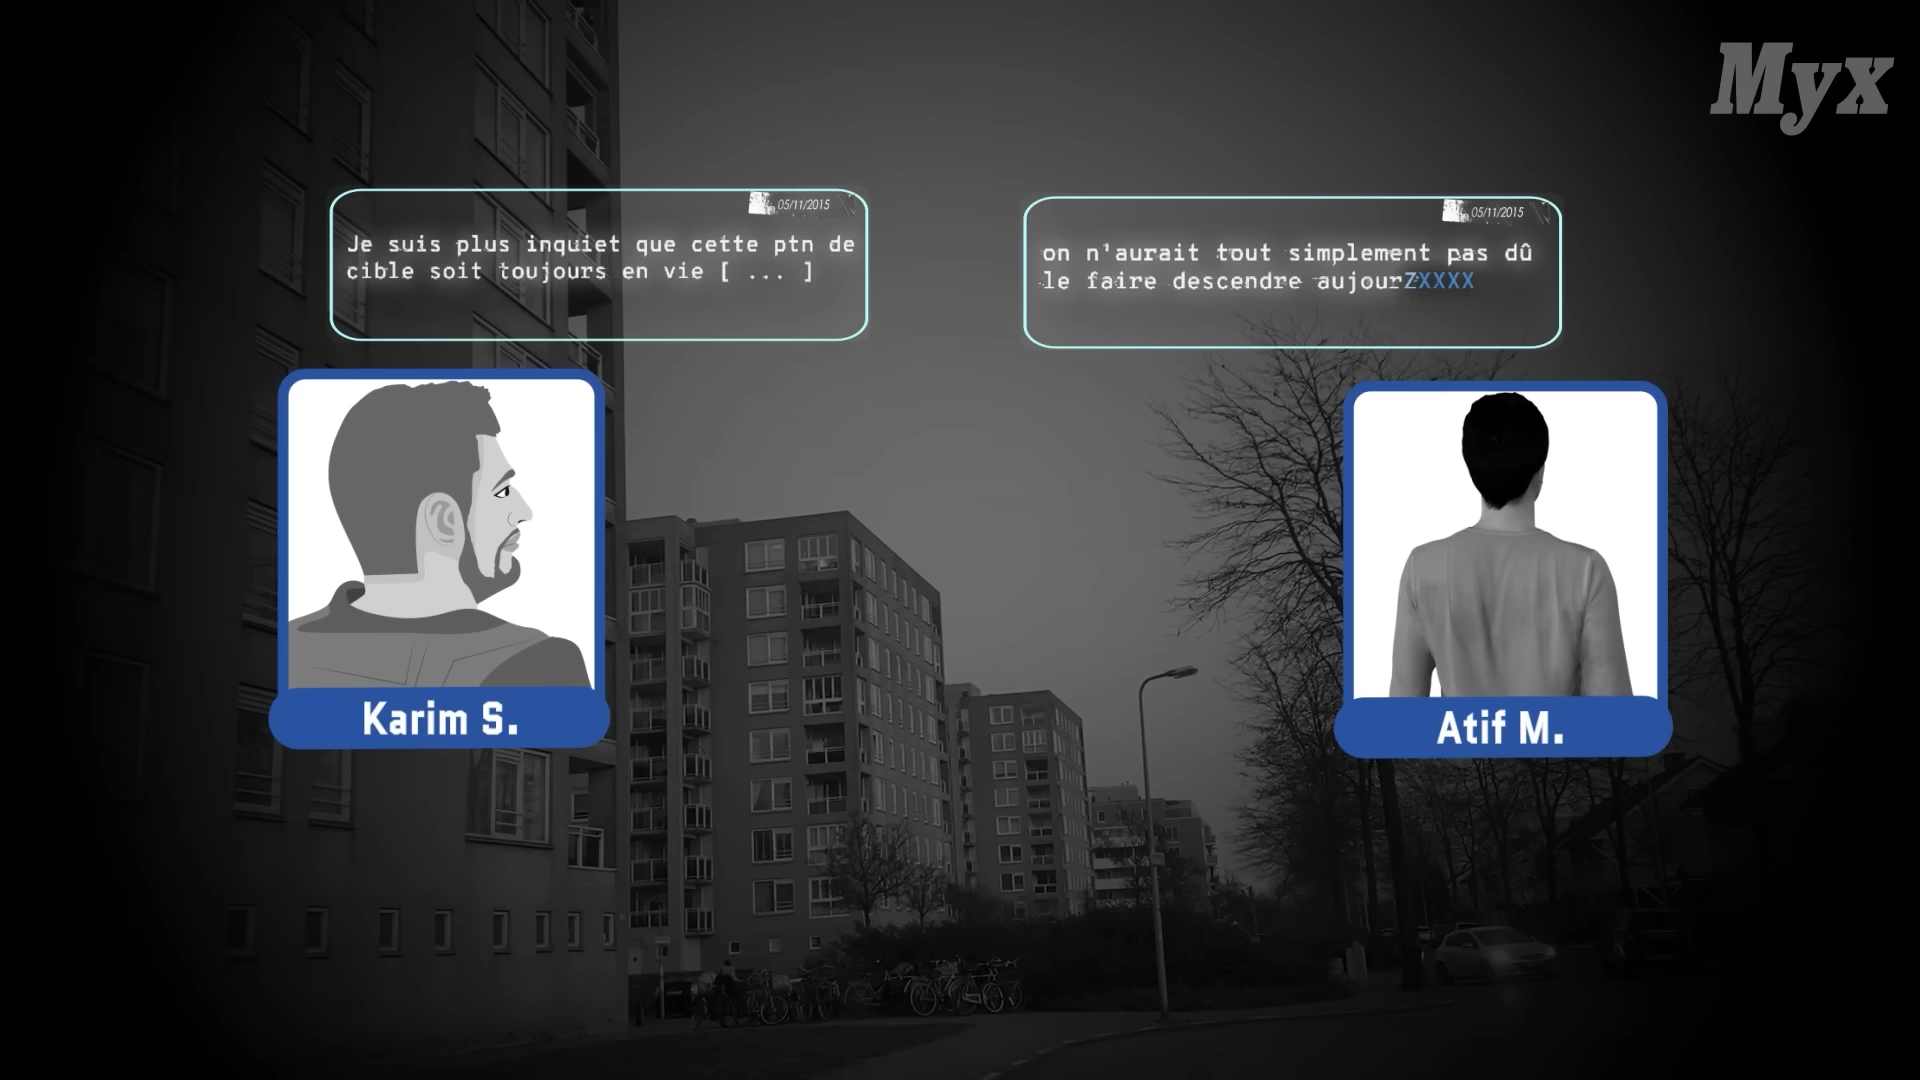 Myx
05/11/2015
Je suis plus inquiet que cette ptn de
cible soit toujours en vie [ ... ]
05/11/2015
on n'aurait tout simplement pas dû
le faire descendre aujourZXXXX
Karim S.
Atif M.